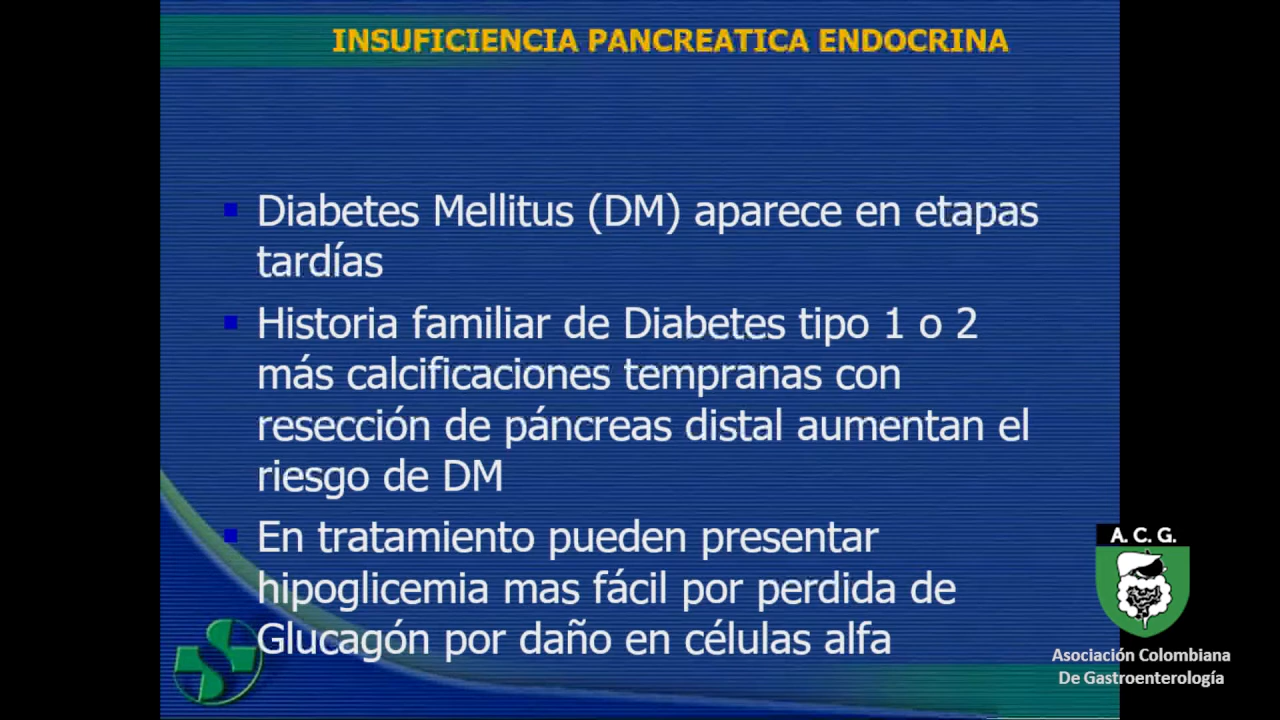 INSUFICIENCIA PANCREATICA ENDOCRINA
Diabetes Mellitus (DM) aparece en etapas
tardías
Historia familiar de Diabetes tipo 1 o 2
más calcificaciones tempranas con
resección de páncreas distal aumentan el
riesgo de DM
En tratamiento pueden presentar
hipoglicemia mas fácil por perdida de
Glucagón por daño en células alfa
A. C. G.
Asociación Colombiana
De Gastroenterología